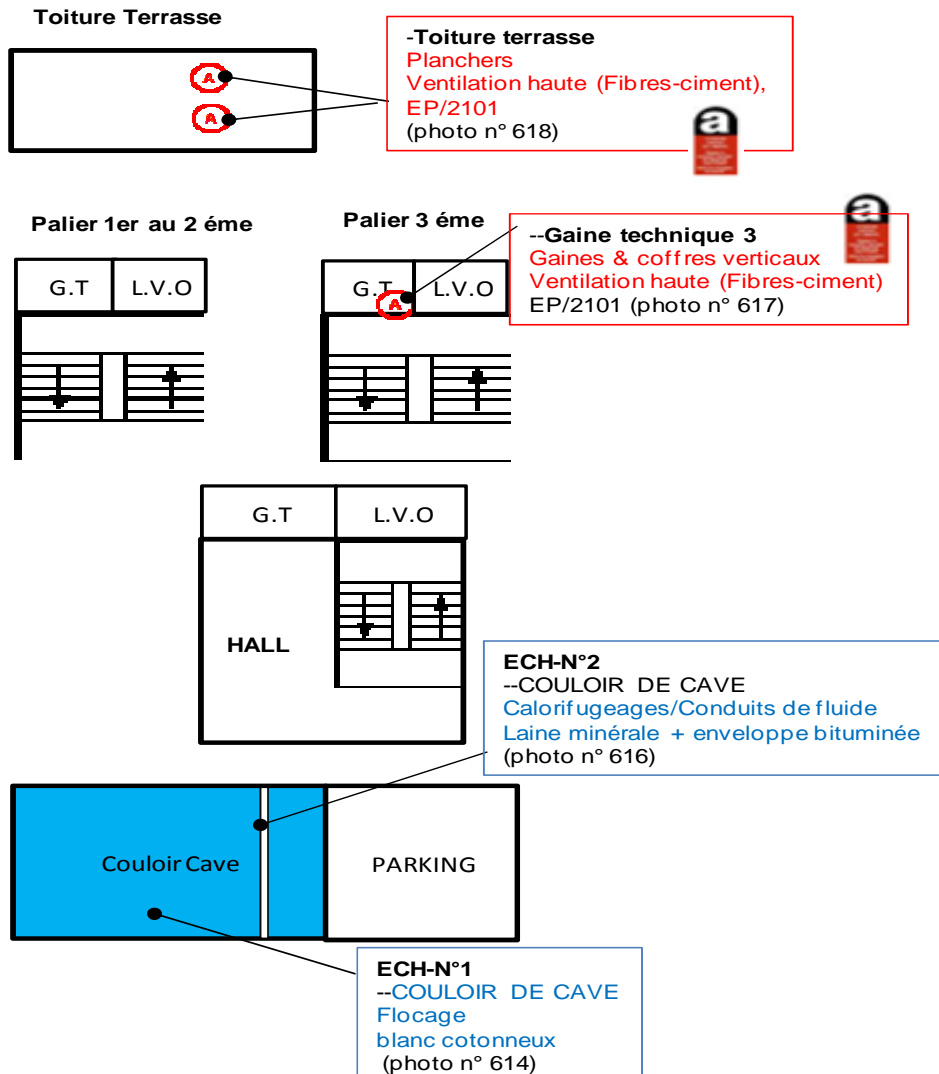 Toiture Terrasse
A
A
-Toiture terrasse
Planchers
Ventilation haute (Fibres-ciment),
EP/2101
(photo n° 618)
a
Palier 1er au 2 éme
G.T
L.V.O
Palier 3 éme
G.T
L.V.O
A
--Gaine technique 3
Gaines & coffres verticaux
Ventilation haute (Fibres-ciment)
EP/2101 (photo n° 617)
a
G.T
L.V.O
HALL
ECH-N°2
--COULOIR DE CAVE
Calorifugeages/Conduits de fluide
Laine minérale + enveloppe bituminée
(photo n° 616)
Couloir Cave
PARKING
ECH-N°1
--COULOIR DE CAVE
Flocage
blanc cotonneux
(photo n° 614)